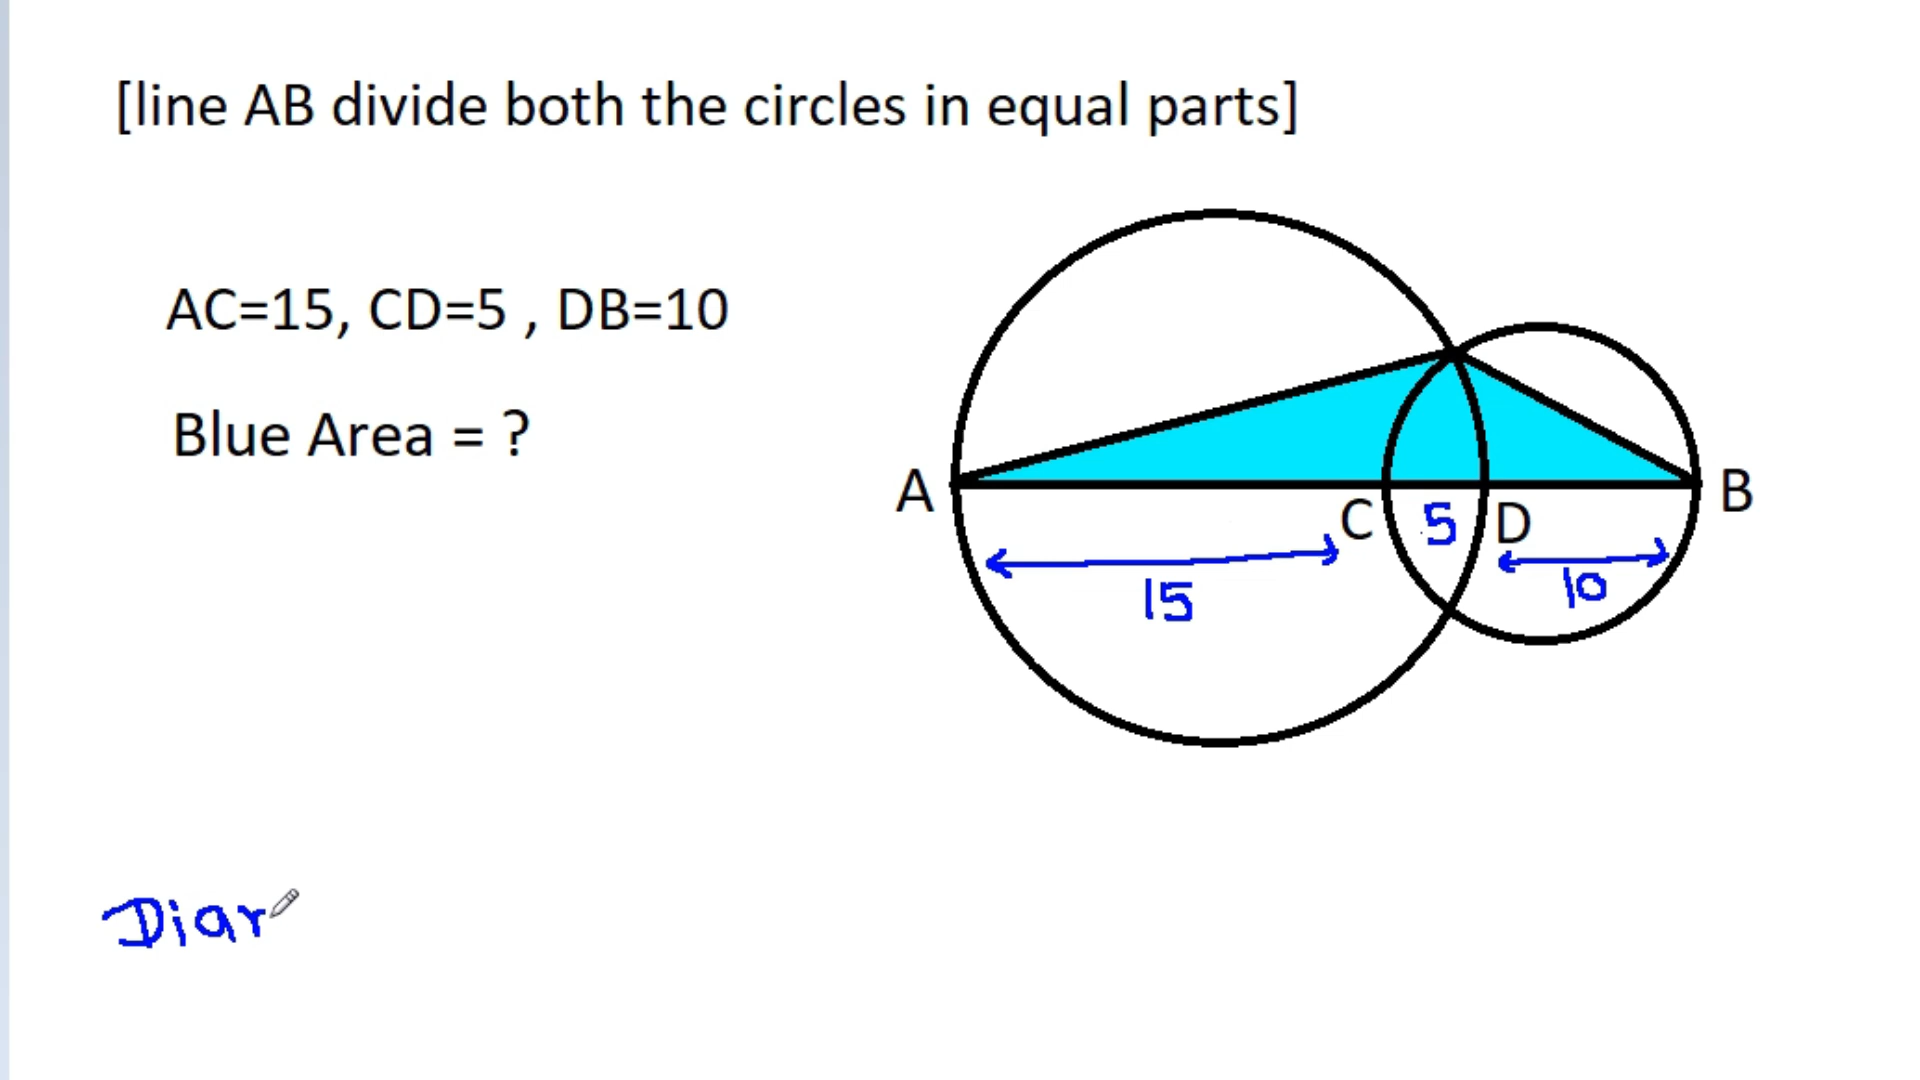 [line AB divide both the circles in equal parts]
AC=15, CD=5 , DB=10
Blue Area = ?
A
C
5
D
B
15
10
Diar